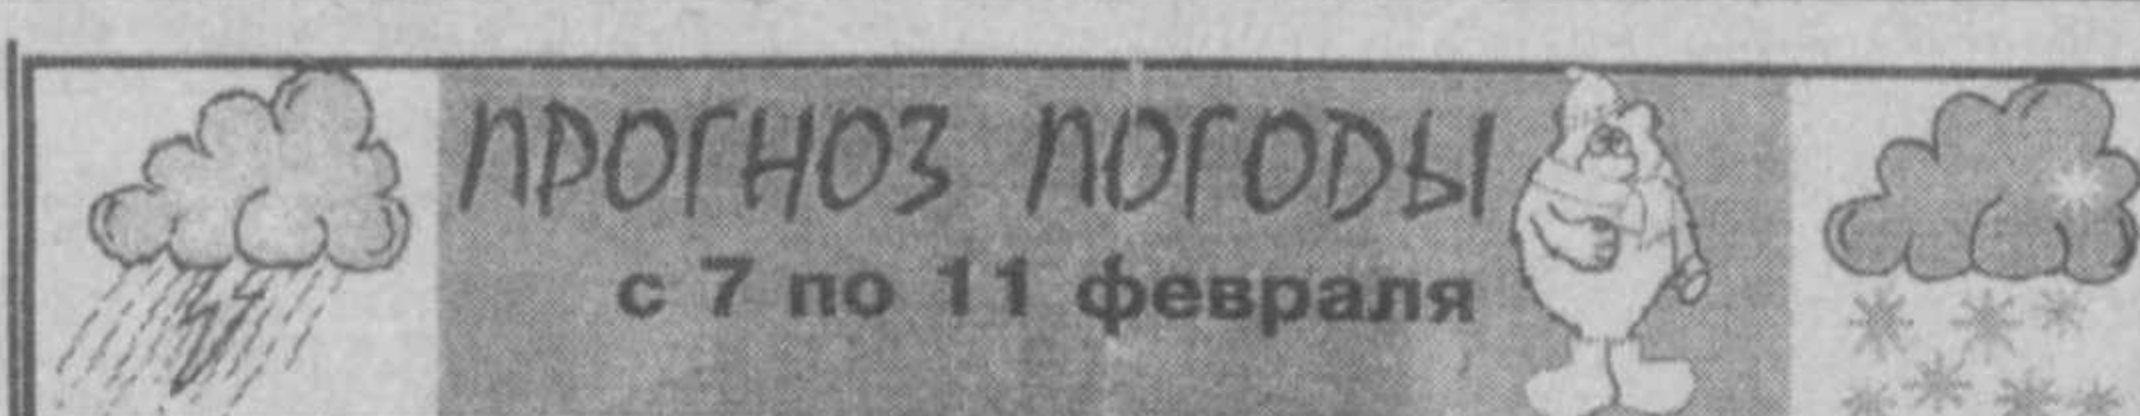 ПРОГНОЗ ПОГОДЫ
с 7 по 11 февраля